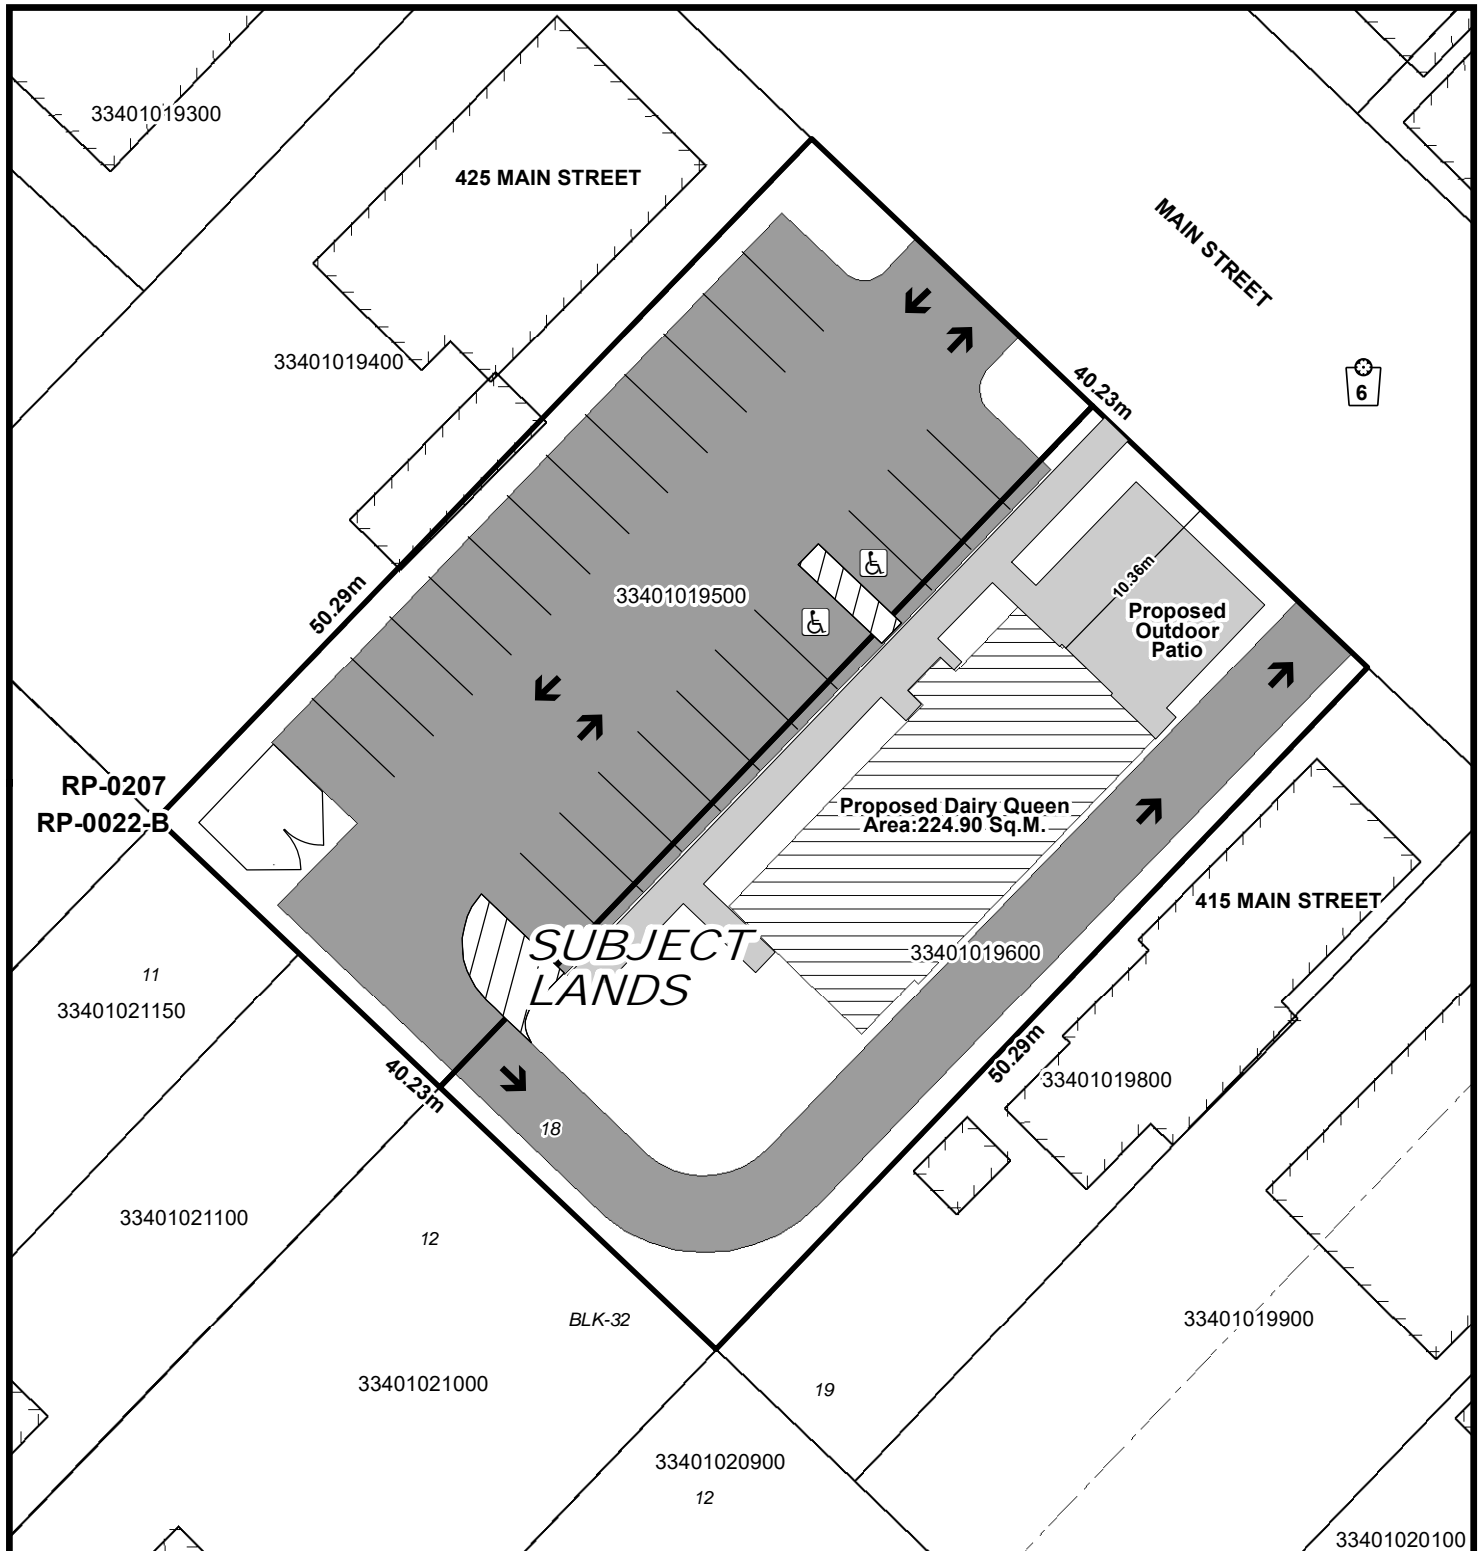 33401019300
425 MAIN STREET
MAIN STREET
33401019400
6
40.23m
50.29m
33401019500
10.36m
Proposed
Outdoor
Patio
RP-0207
RP-0022-B
Proposed Dairy Queen
Area:224.90 Sq.M.
415 MAIN STREET
SUBJECT
LANDS
33401019600
11
33401021150
50.29m
33401019800
40.23m
18
33401021100
12
BLK-32
33401019900
33401021000
19
33401020900
12
33401020100